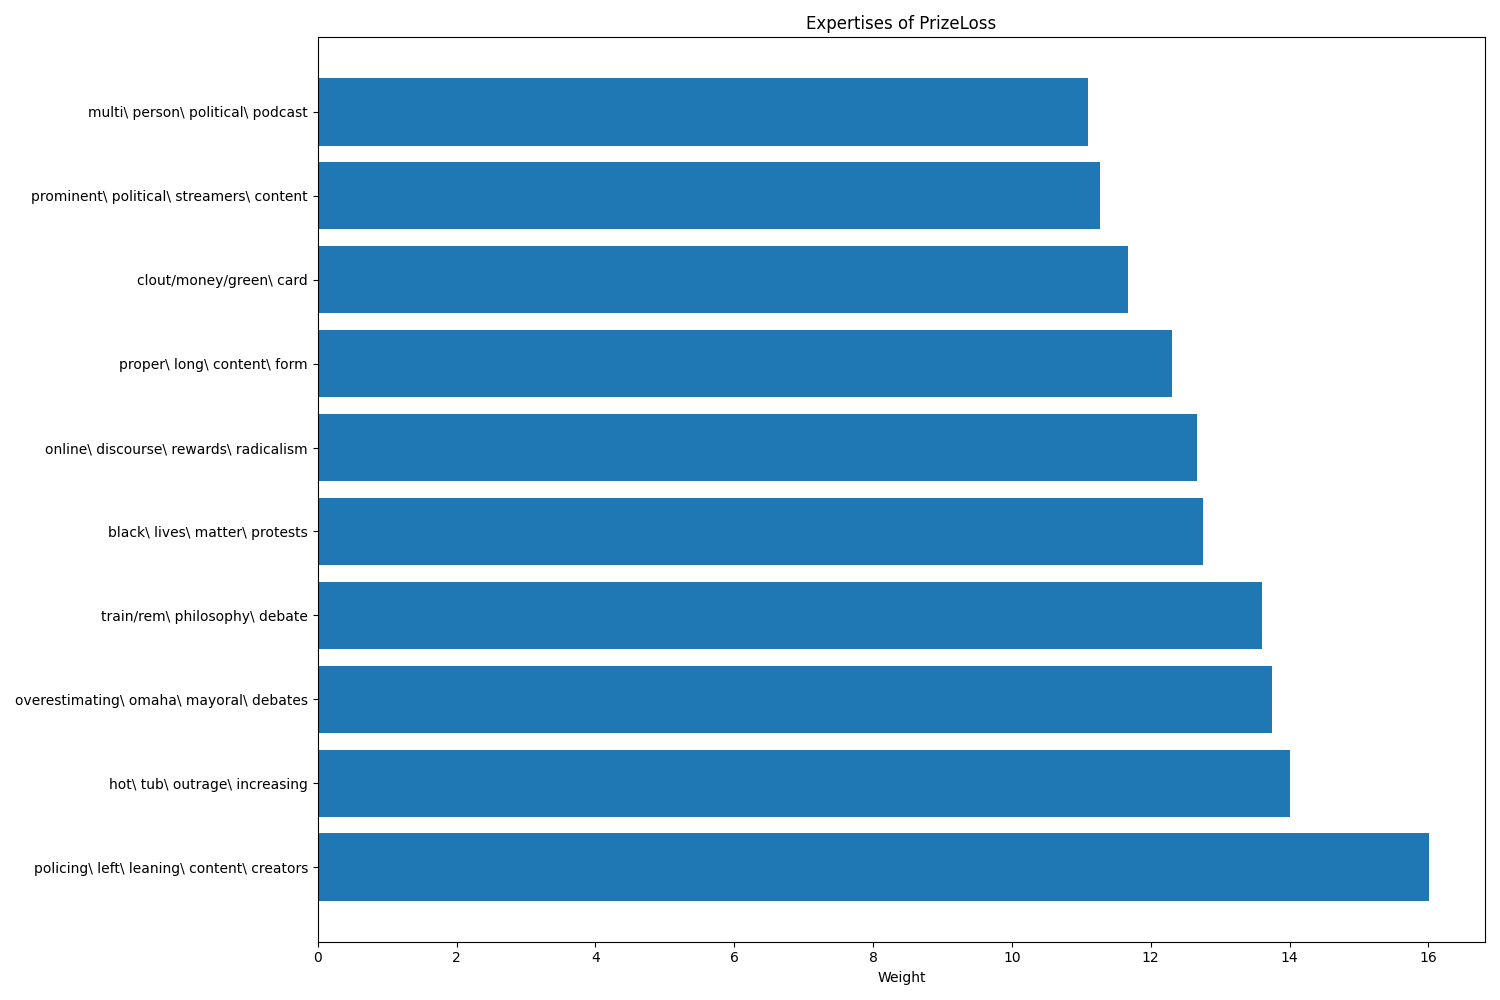 Expertises of PrizeLoss
multi\ person\ political\ podcast
prominent\ political\ streamers\ content
clout/money/green\ card
proper\ long\ content\ form
online\ discourse\ rewards\ radicalism
black\ lives\ matter\ protests
train/rem\ philosophy\ debate
overestimating\ omaha\ mayoral\ debates
hot\ tub\ outrage\ increasing
policing\ left\ leaning\ content\ creators
0 2 4 6 8 10 12 14 16
Weight